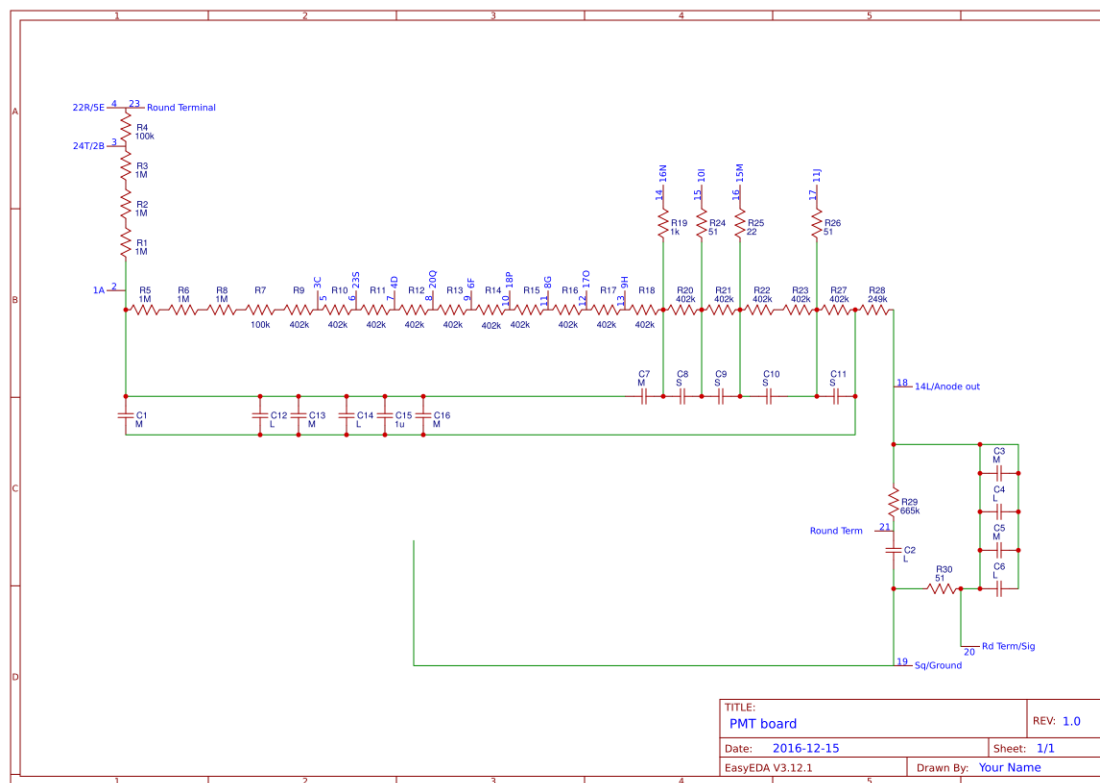 1 2 3 4 5
A
22R/5E 4 23 Round Terminal
R4
100k
24T/2B 3
R3
1M
R2
1M
R1
1M
14 16N
15 10I
16 15M
17 11J
R19
1k
R24
51
R25
22
R26
51
B
1A 2
5 3C
6 23S
7 4D
8 20Q
9 6F
10 18P
11 8G
12 17O
13 9H
R5
1M
R6
1M
R8
1M
R7
100k
R9
402k
R10
402k
R11
402k
R12
402k
R13
402k
R14
402k
R15
402k
R16
402k
R17
402k
R18
402k
R20
402k
R21
402k
R22
402k
R23
402k
R27
402k
R28
249k
C7
M
C8
S
C9
S
C10
S
C11
S
18 14L/Anode out
C1
M
C12
L
C13
M
C14
L
C15
1u
C16
M
C
C3
M
C4
L
C5
M
C6
L
R29
665k
Round Term 21
C2
L
R30
51
20 Rd Term/Sig
19 Sq/Ground
D
TITLE:
PMT board
REV: 1.0
Date: 2016-12-15
Sheet: 1/1
EasyEDA V3.12.1
Drawn By: Your Name
1 2 3 4 5